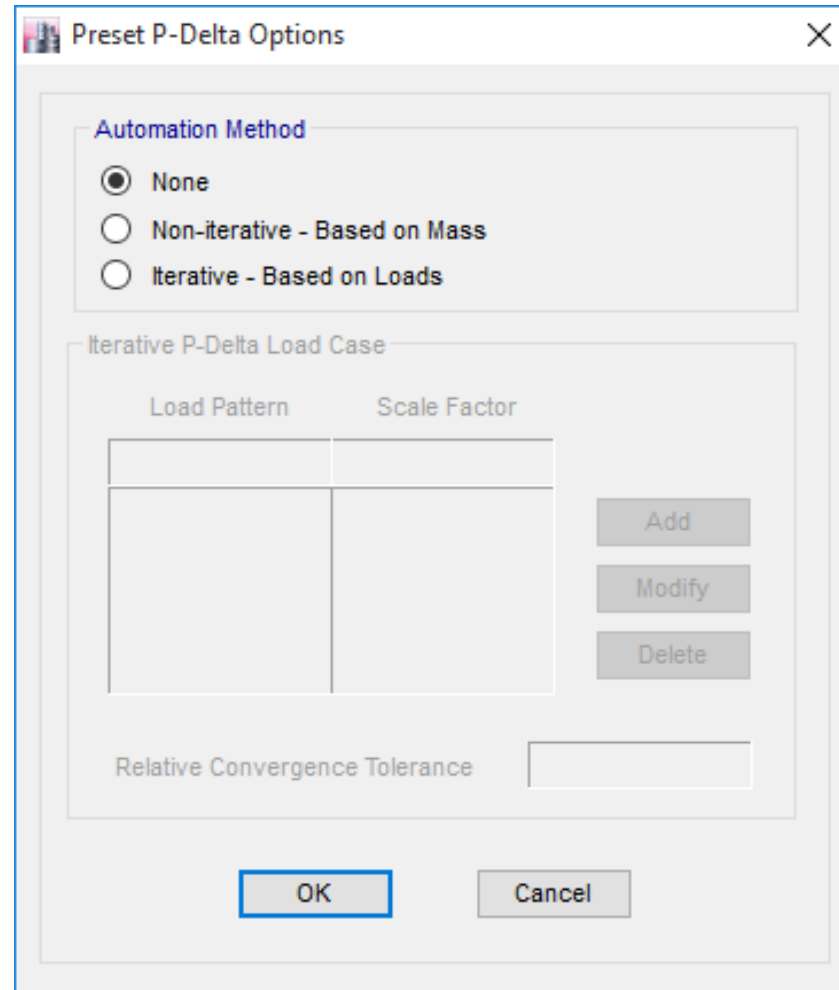 Preset P-Delta Options
Automation Method
None
Non-iterative - Based on Mass
Iterative - Based on Loads
Iterative P-Delta Load Case
Load Pattern Scale Factor
Add
Modify
Delete
Relative Convergence Tolerance
OK Cancel